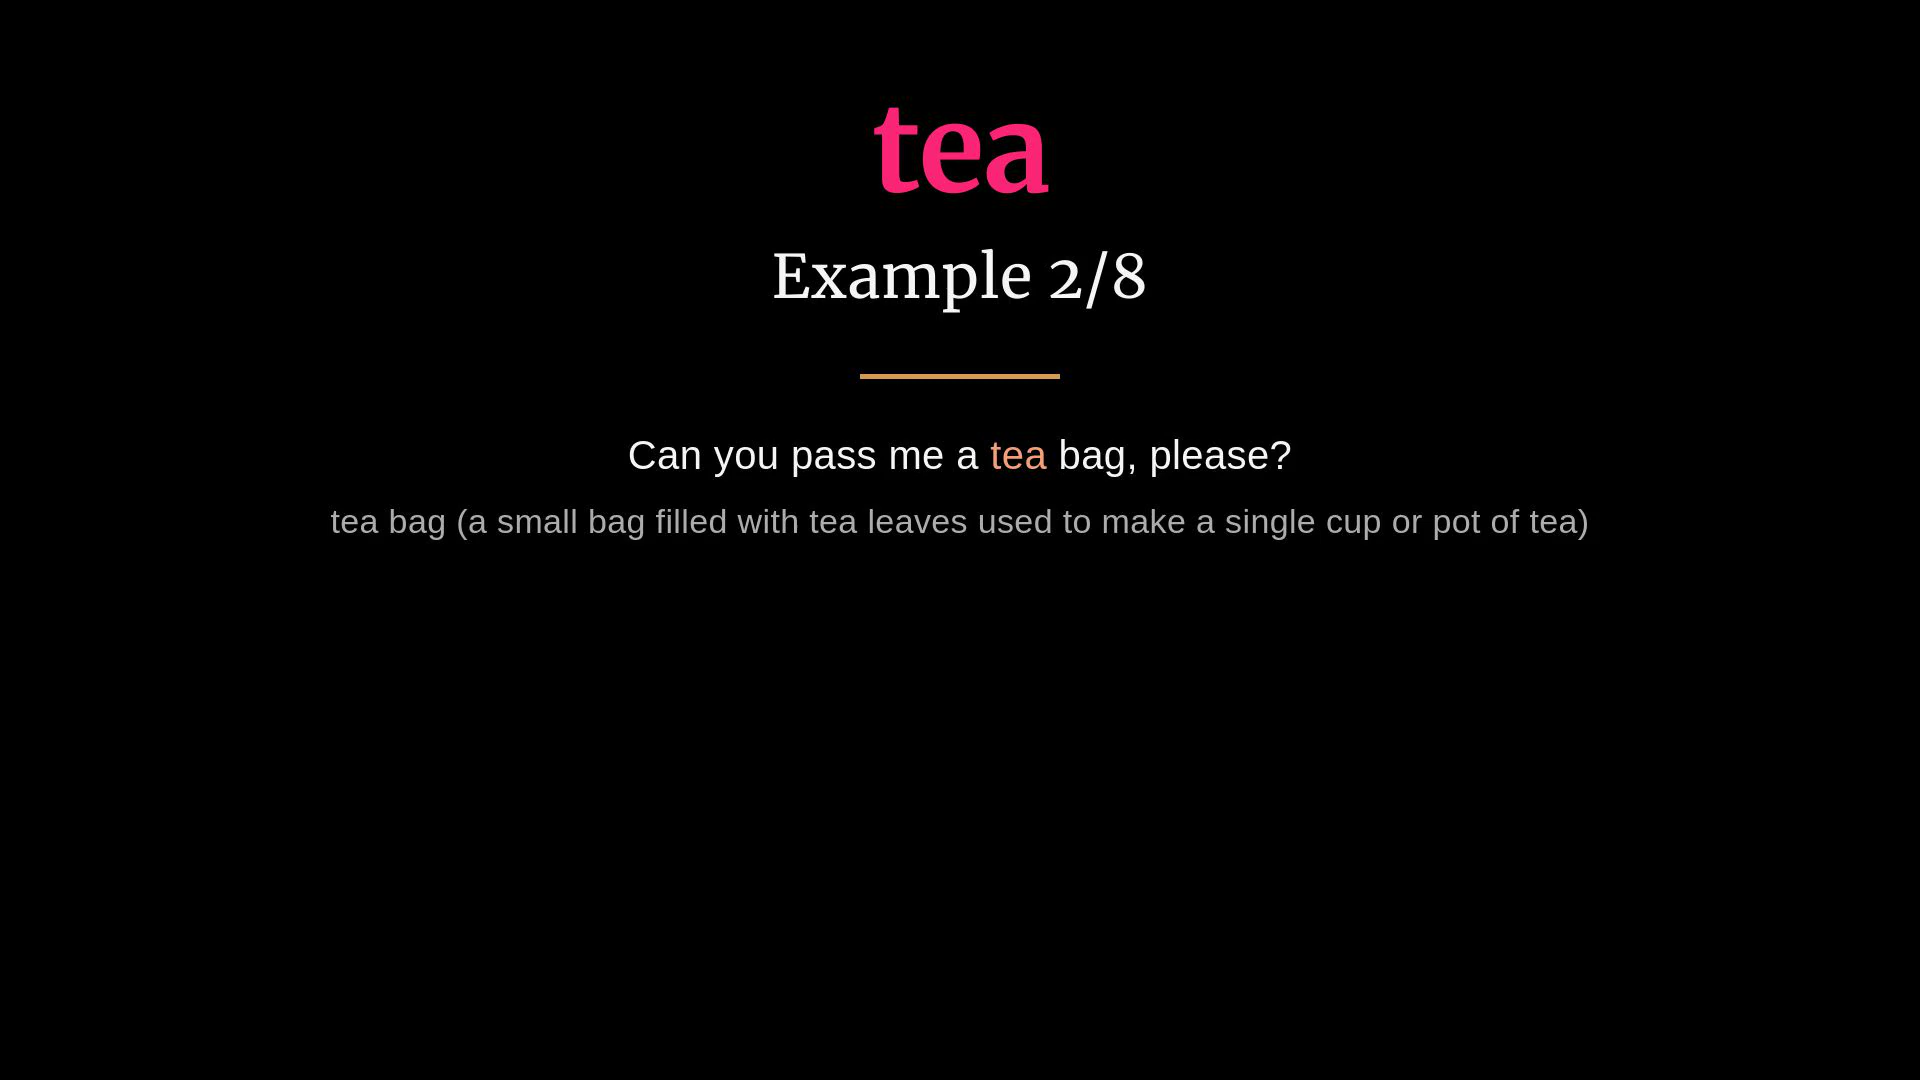 tea
Example 2/8
Can you pass me a tea bag, please?
tea bag (a small bag filled with tea leaves used to make a single cup or pot of tea)